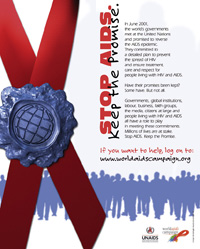 STOP AIDS.
Keep the Promise.
In June 2001,
the world's governments
met at the United Nations
and promised to reverse
the AIDS epidemic.
They committed to
a detailed plan to prevent
the spread of HIV
and ensure treatment,
care and respect for
people living with HIV and AIDS.
Have their promises been kept?
Some have. But not all.
Governments, global institutions,
labour, business, faith groups,
the media, citizens at large and
people living with HIV and AIDS
all have a role to play
in meeting those commitments.
Millions of lives are at stake.
Stop AIDS. Keep the Promise.
If you want to help, log on to:
www.worldaidscampaign.org
UNAIDS